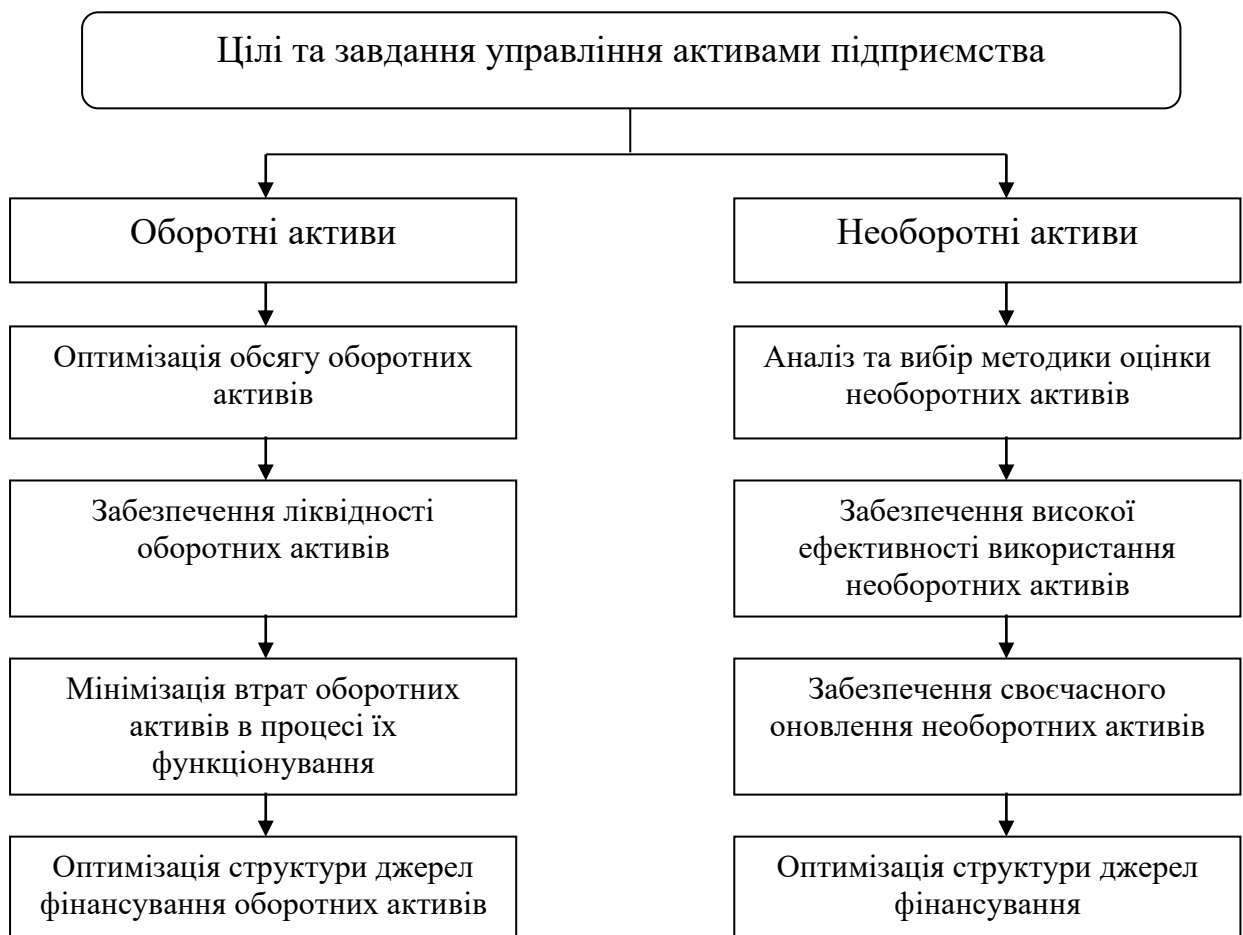 Цілі та завдання управління активами підприємства
Оборотні активи
Необоротні активи
Оптимізація обсягу оборотних
активів
Аналіз та вибір методики оцінки
необоротних активів
Забезпечення ліквідності
оборотних активів
Забезпечення високої
ефективності використання
необоротних активів
Мінімізація втрат оборотних
активів в процесі їх
функціонування
Забезпечення своєчасного
оновлення необоротних активів
Оптимізація структури джерел
фінансування оборотних активів
Оптимізація структури джерел
фінансування